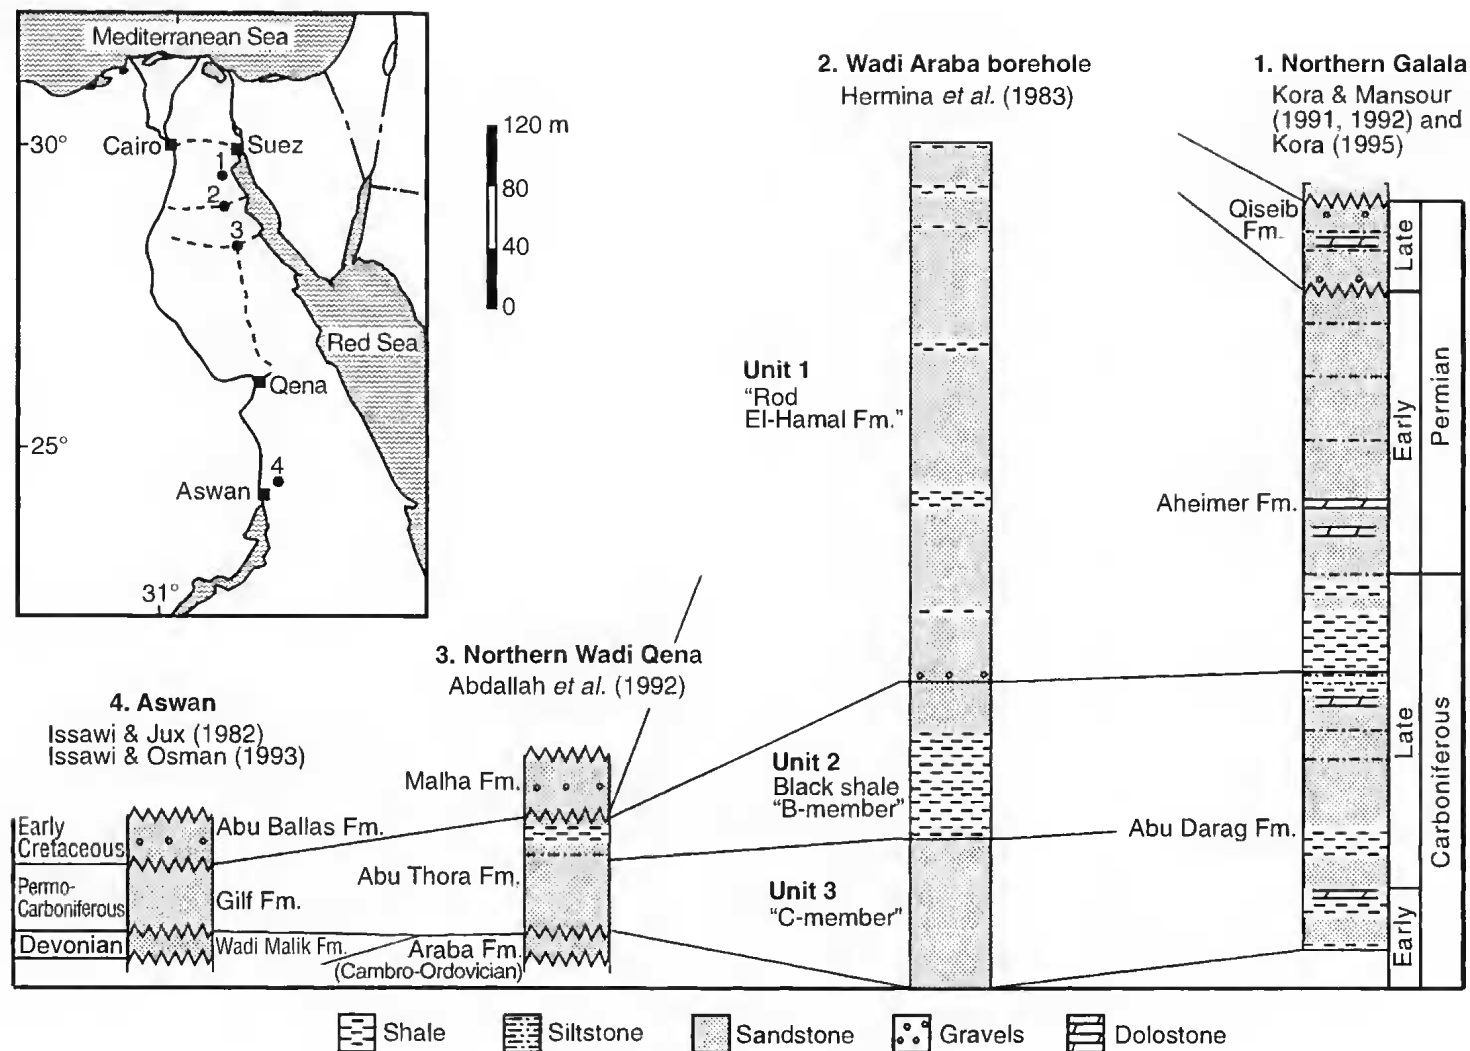 Mediterranean Sea
30°
Cairo
Suez
1
2
3
Red Sea
Qena
25°
4
Aswan
31°
120 m
80
40
0
2. Wadi Araba borehole
Hermina et al. (1983)
1. Northern Galala
Kora & Mansour
(1991, 1992) and
Kora (1995)
Qiseib
Fm.
Late
Early
Permian
Unit 1
"Rod
El-Hamal Fm."
Aheimer Fm.
3. Northern Wadi Qena
Abdallah et al. (1992)
4. Aswan
Issawi & Jux (1982)
Issawi & Osman (1993)
Malha Fm.
Unit 2
Black shale
"B-member"
Late
Carboniferous
Abu Darag Fm.
Early
Cretaceous
Abu Ballas Fm.
Permo-
Carboniferous
Gilf Fm.
Abu Thora Fm.
Unit 3
"C-member"
Early
Devonian
Wadi Malik Fm.
Araba Fm.
(Cambro-Ordovician)
Shale
Siltstone
Sandstone
Gravels
Dolostone